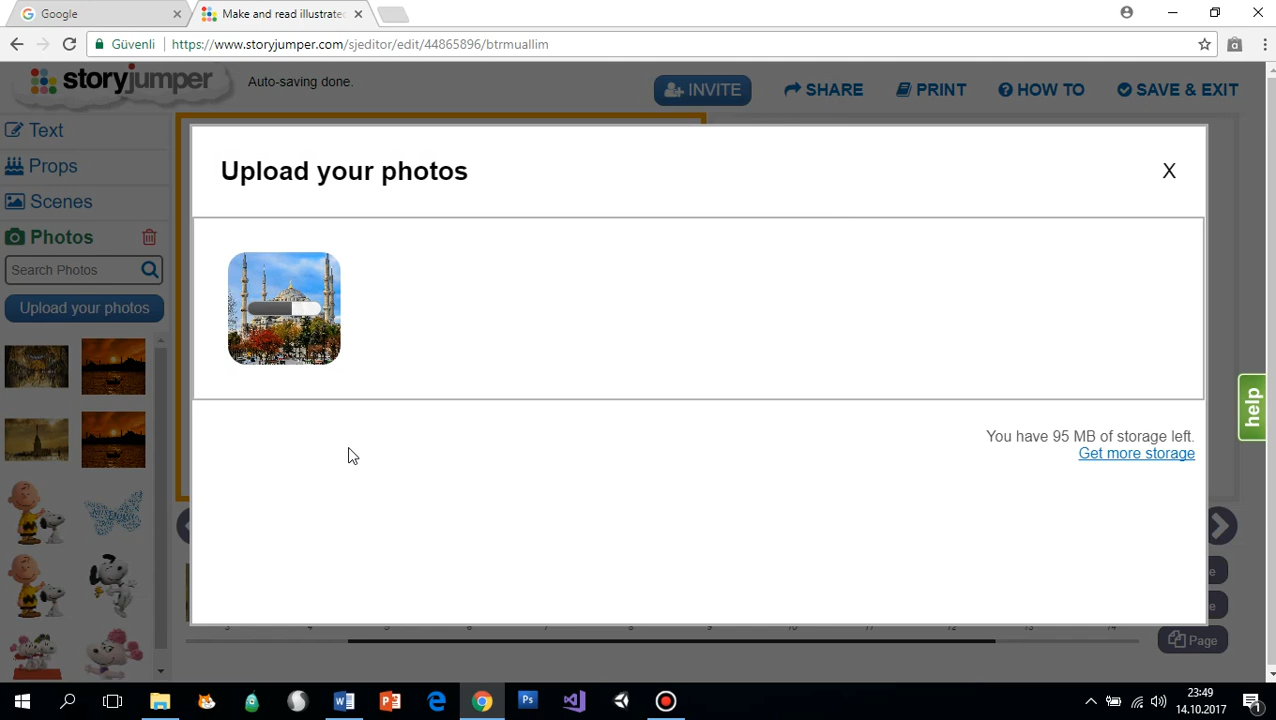 Google
Make and read illustrate
Güvenli
https://www.storyjumper.com/sjeditor/edit/44865896/btrmuallim
storyjumper
Auto-saving done.
INVITE
SHARE
PRINT
HOW TO
SAVE & EXIT
Text
Props
Scenes
Photos
Search Photos
Upload your photos
Upload your photos
X
You have 95 MB of storage left.
Get more storage
help
Page
23:49
14.10.2017